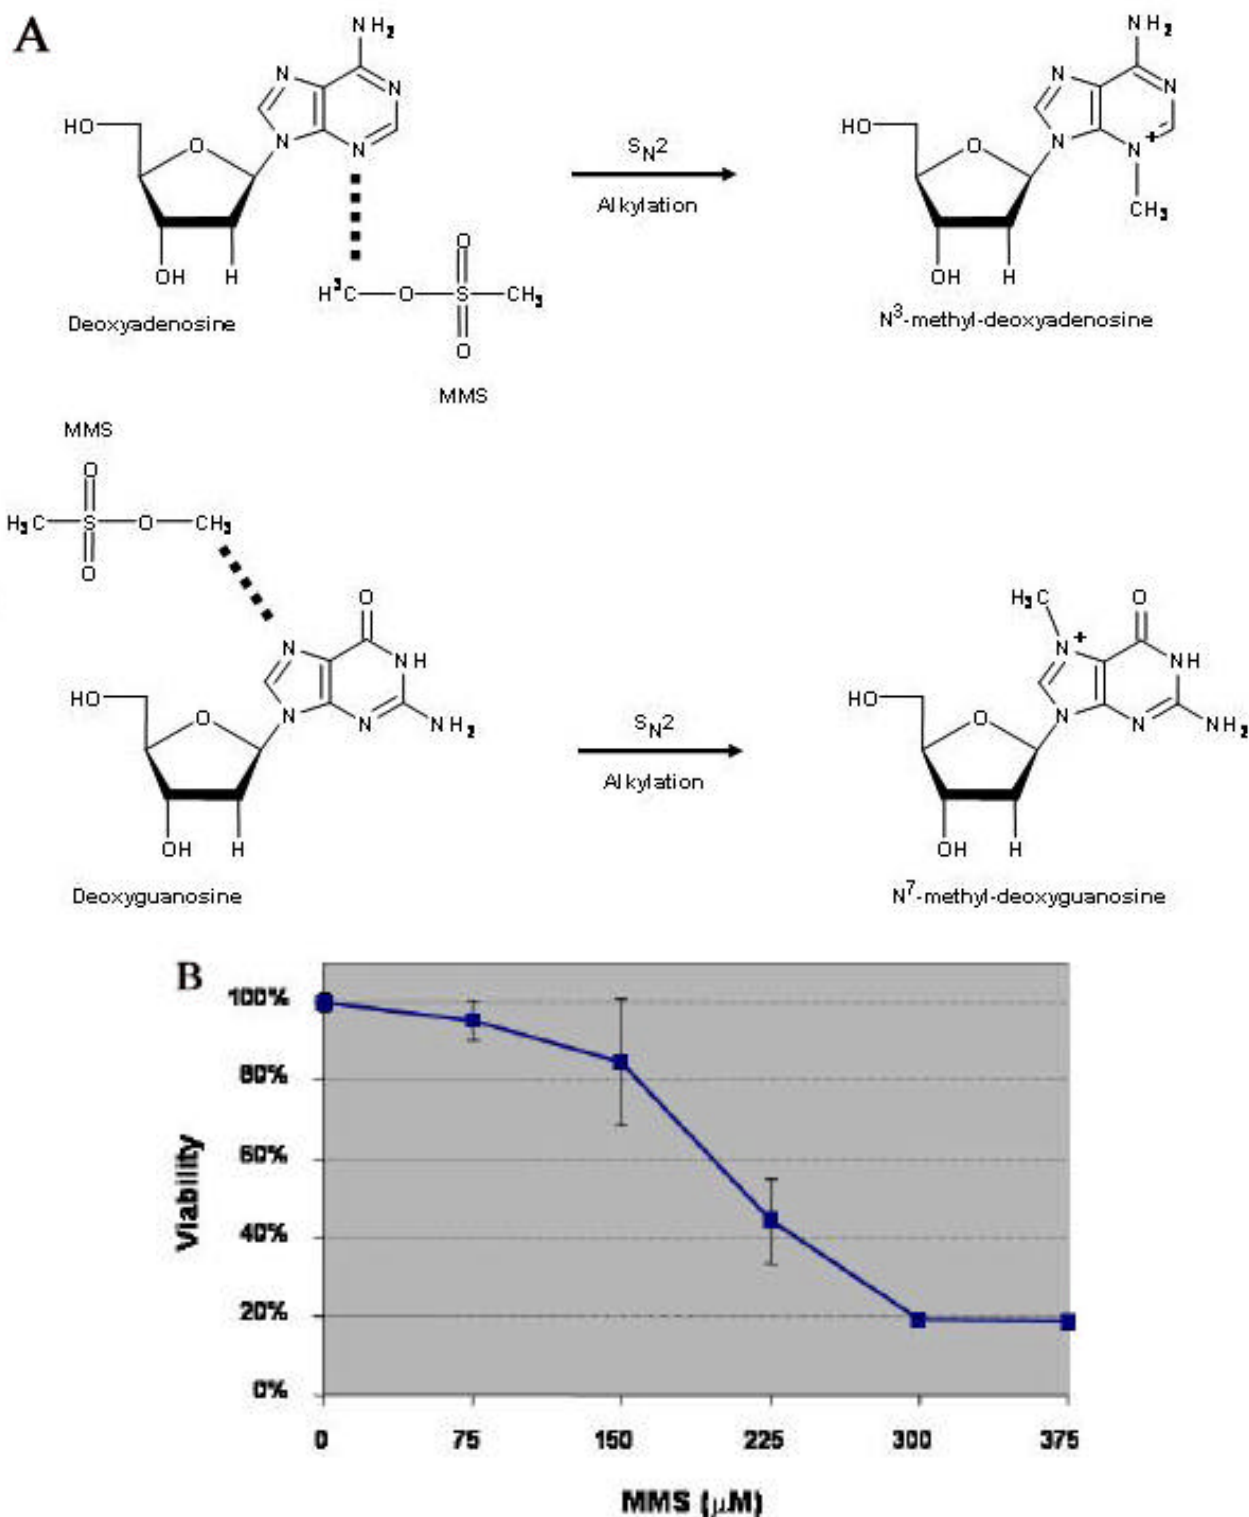 A
NH2
N
N
HO
O
N
N
OH
H
Deoxyadenosine
H3C
O
S
CH3
O
O
MMS
SN2
Alkylation
NH2
N
N
HO
O
N
N+
CH3
OH
H
N3-methyl-deoxyadenosine
MMS
O
H3C
S
O
CH3
O
O
N
NH
HO
O
N
N
NH2
OH
H
Deoxyguanosine
SN2
Alkylation
H3C
O
N+
NH
HO
O
N
N
NH2
OH
H
N7-methyl-deoxyguanosine
B
100%
80%
60%
40%
20%
0%
Viability
0 75 150 225 300 375
MMS (µM)